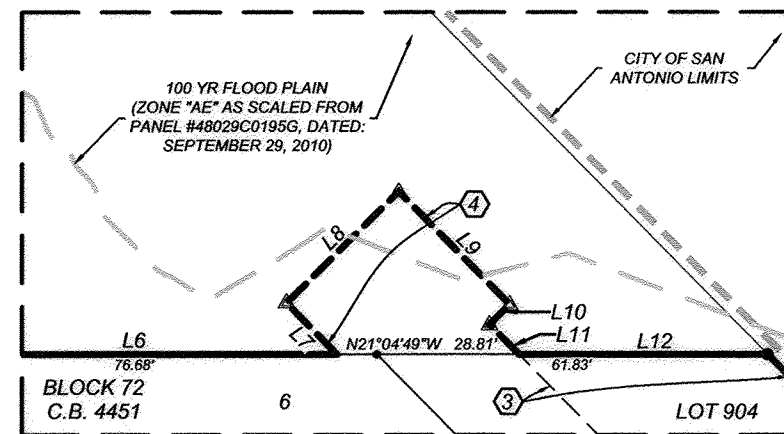 CITY OF SAN
ANTONIO LIMITS
100 YR FLOOD PLAIN
(ZONE "AE" AS SCALED FROM
PANEL #48029C0195G, DATED:
SEPTEMBER 29, 2010)
4
L8
L9
L10
L6
L7
N21°04'49"W 28.81'
L11
L12
76.68'
61.83'
BLOCK 72
C.B. 4451
6
3
LOT 904